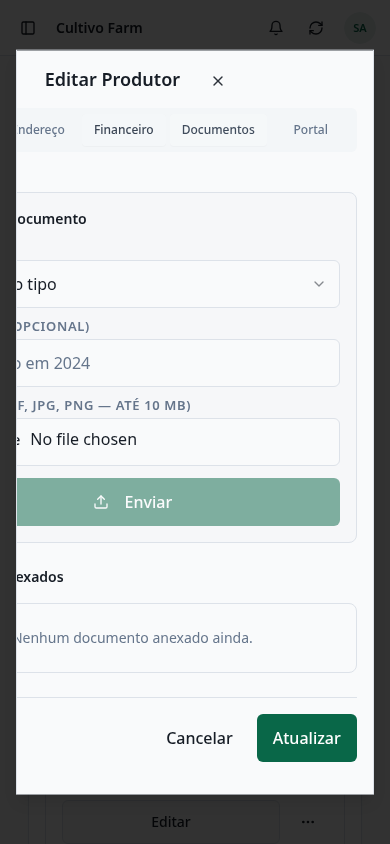 Cultivo Farm
SA
Editar Produtor
Endereço
Financeiro
Documentos
Portal
ocumento
o tipo
OPCIONAL)
o em 2024
F, JPG, PNG — ATÉ 10 MB)
e No file chosen
Enviar
exados
Nenhum documento anexado ainda.
Cancelar
Atualizar
Editar